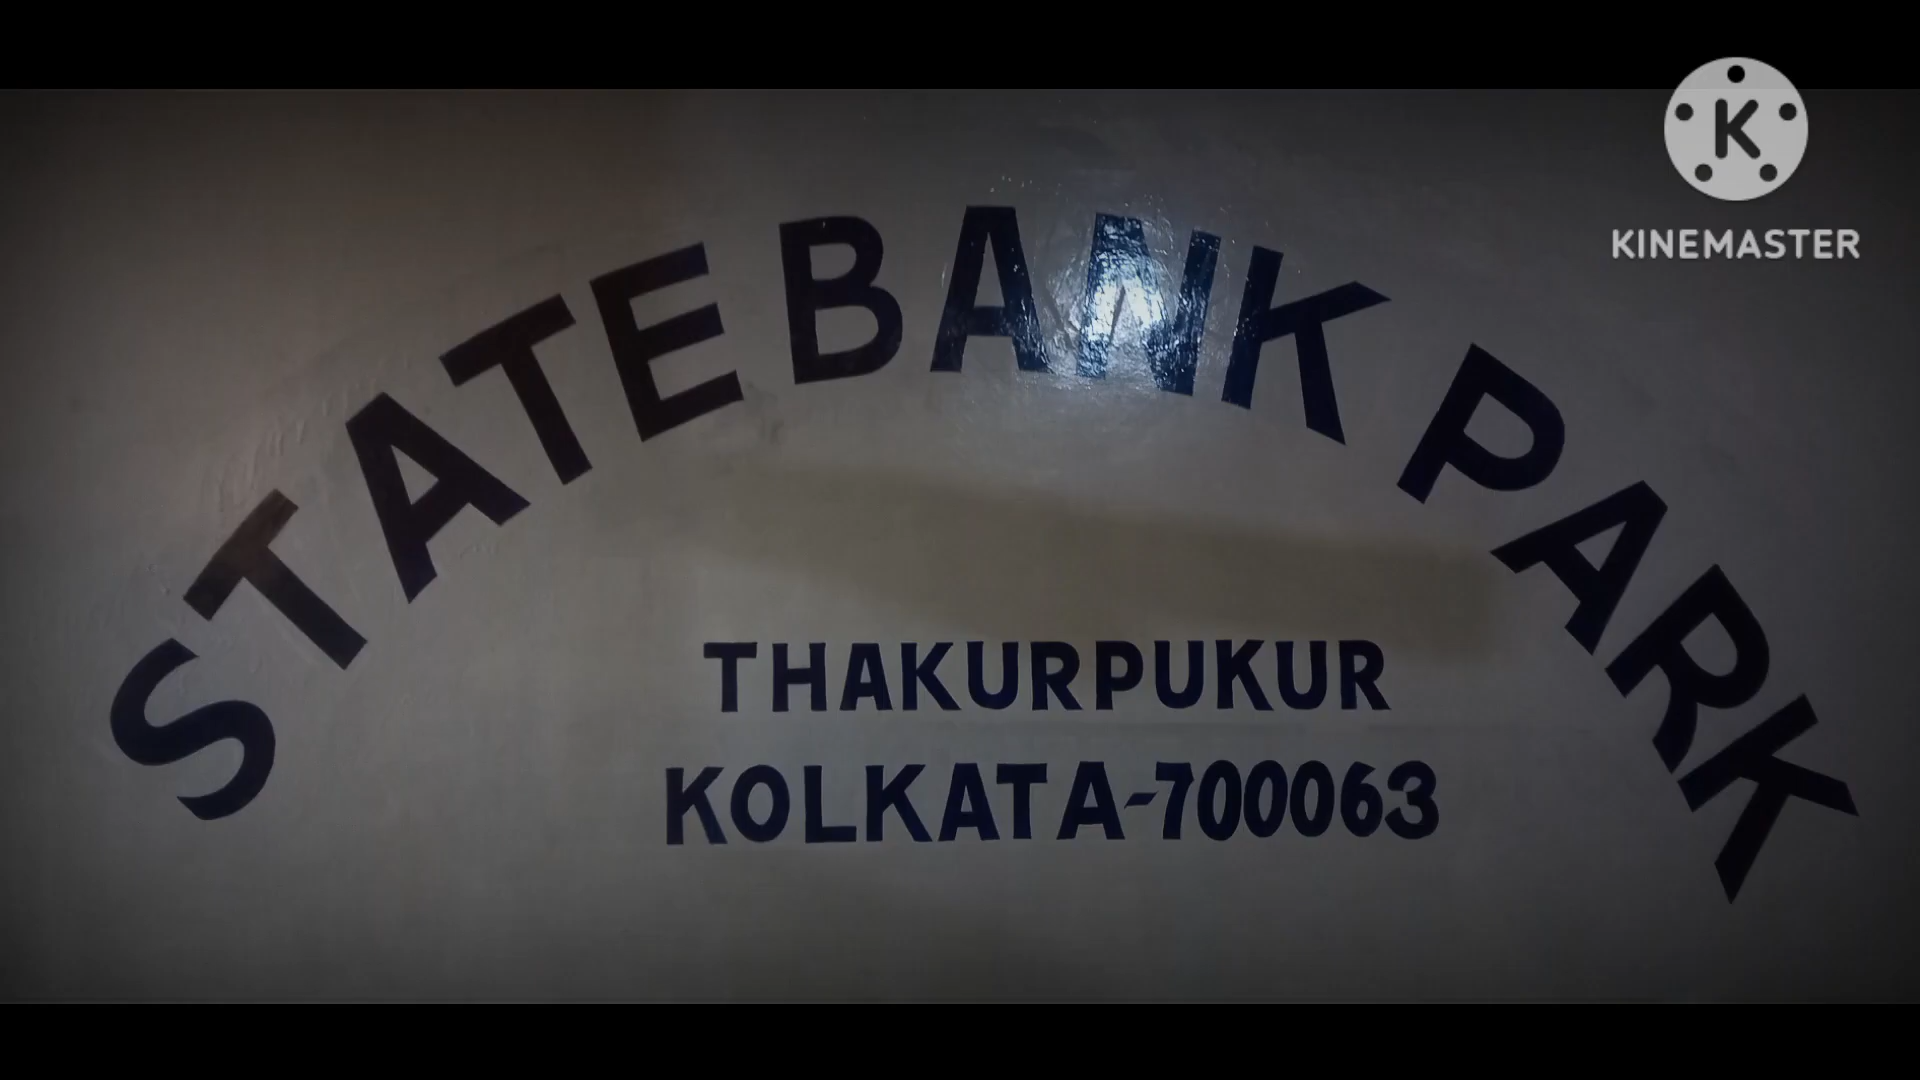 STATE BANK PARK
THAKURPUKUR
KOLKATA-700063
K
KINEMASTER